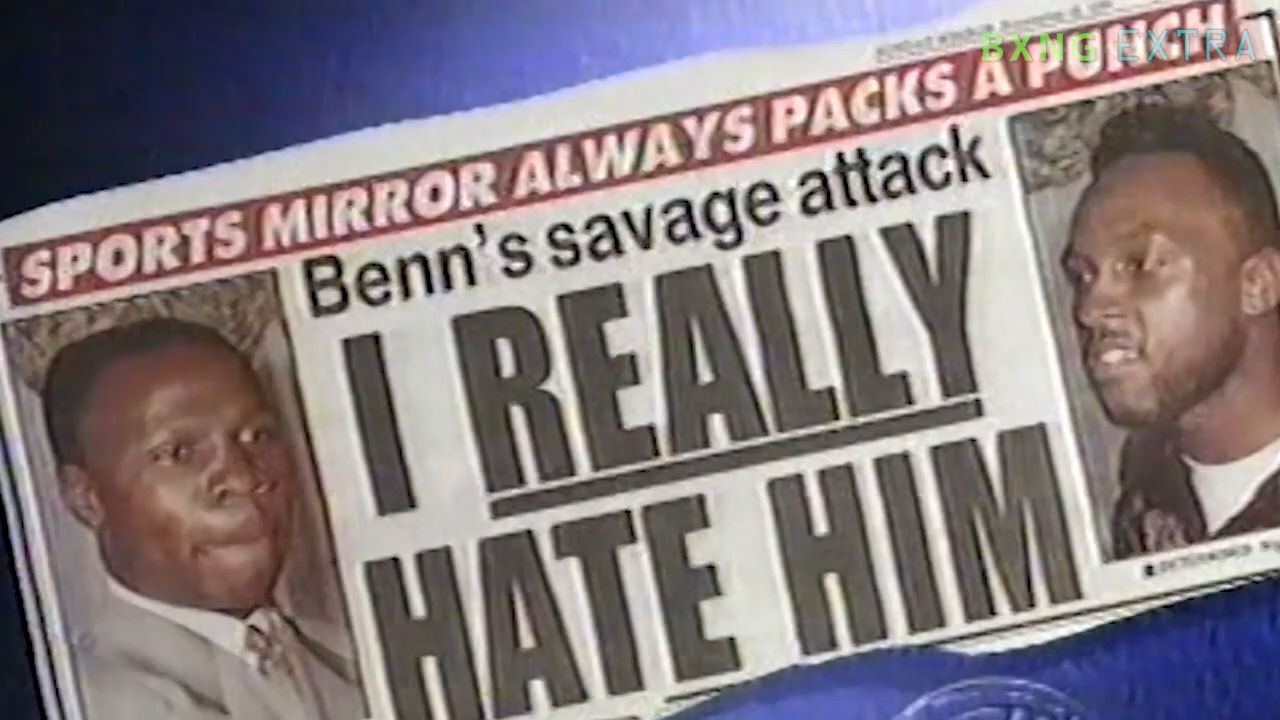 BXNG EXTRA
SPORTS MIRROR ALWAYS PACKS A PUNCH
Benn's savage attack
I REALLY
HATE HIM